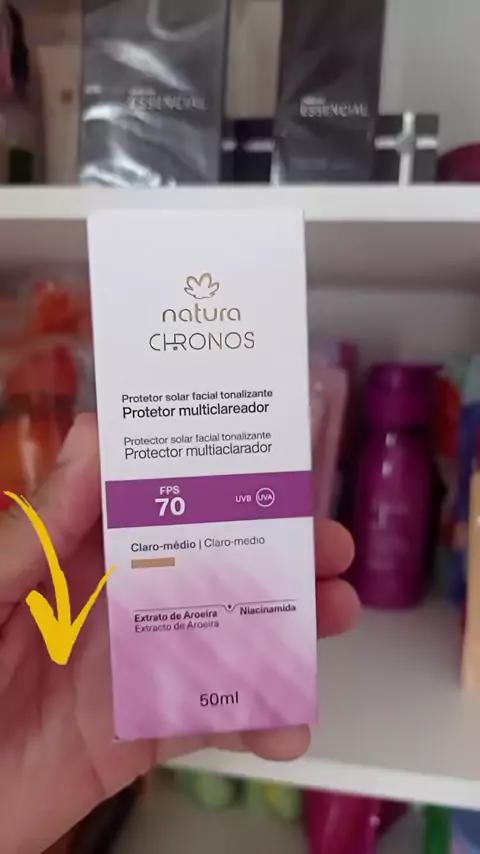 ESSENCIAL
ESSENCIAL
natura
CHRONOS
Protetor solar facial tonalizante
Protetor multiclareador
Protector solar facial tonalizante
Protector multiaclarador
FPS
70
UVB UVA
Claro-médio | Claro-medio
Extrato de Aroeira Niacinamida
Extracto de Aroeira
50ml